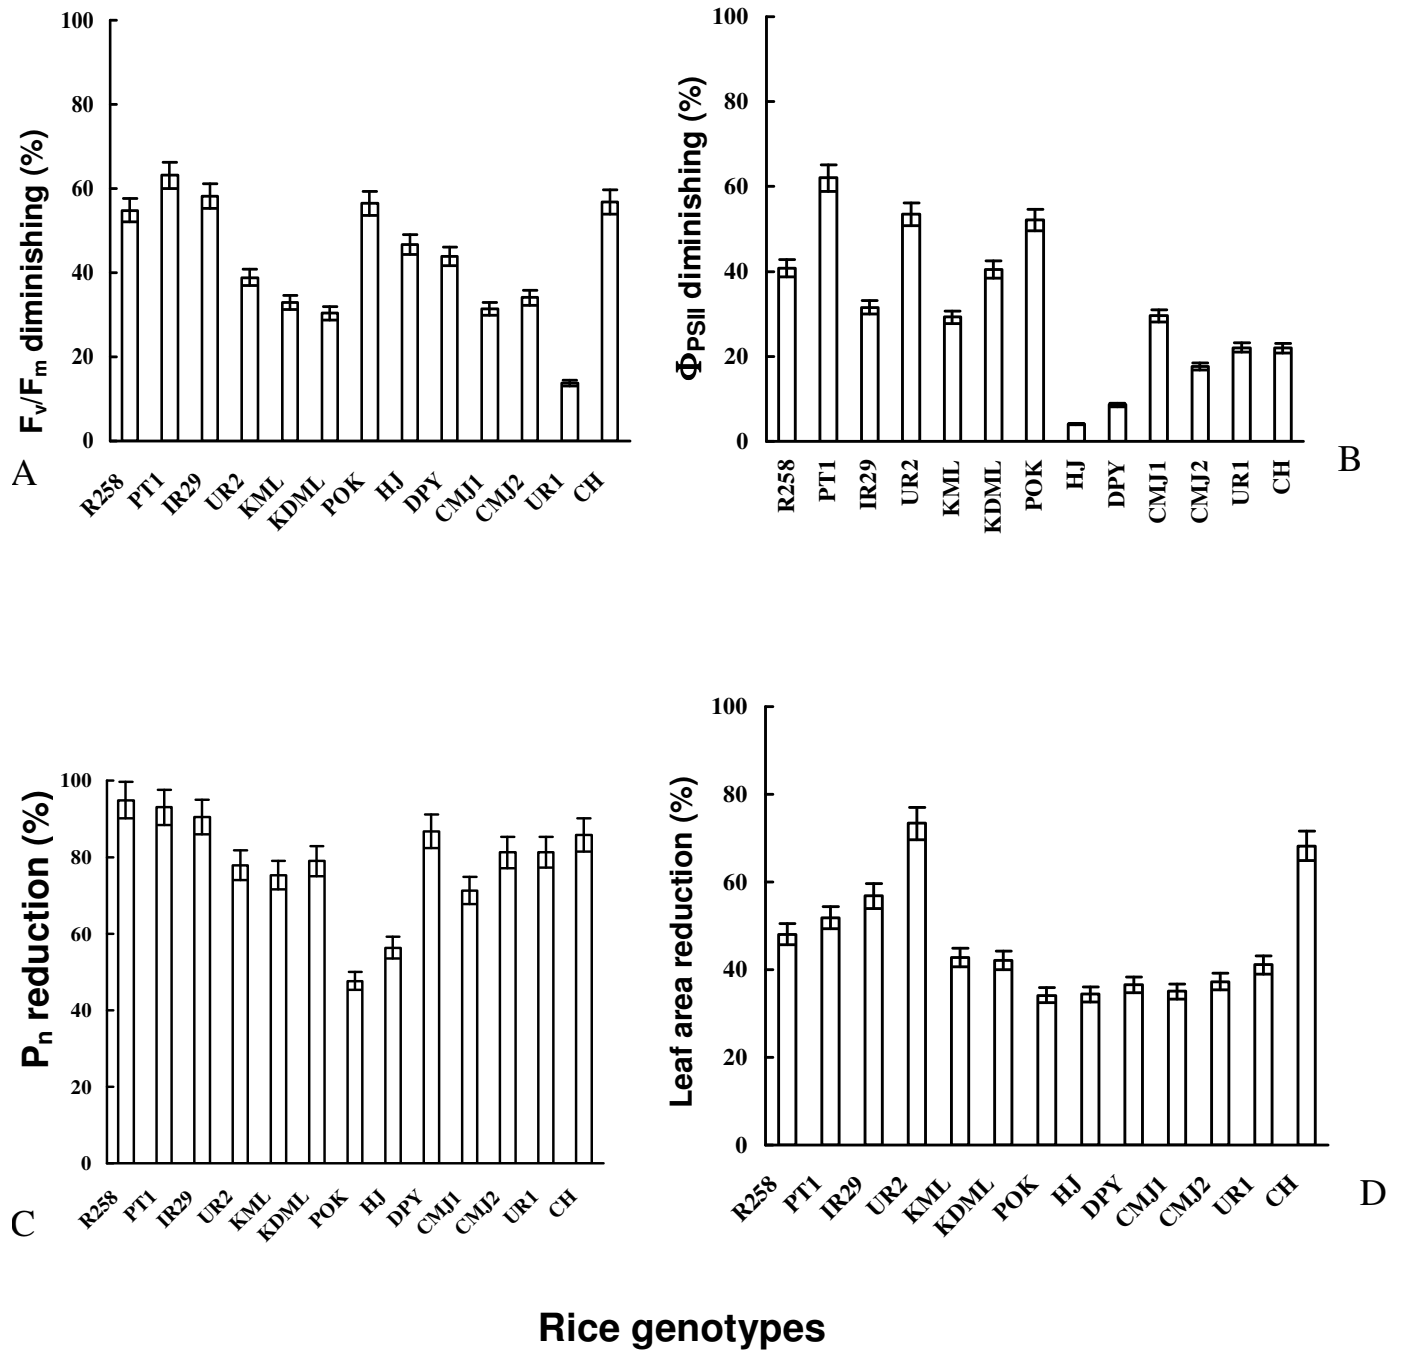 100
80
60
40
20
0
Fv/Fm diminishing (%)
R258 PT1 IR29 UR2 KML KDML POK HJ DPY CMJ1 CMJ2 UR1 CH
A
100
80
60
40
20
0
ΦPSII diminishing (%)
R258 PT1 IR29 UR2 KML KDML POK HJ DPY CMJ1 CMJ2 UR1 CH
B
100
80
60
40
20
0
Pn reduction (%)
R258 PT1 IR29 UR2 KML KDML POK HJ DPY CMJ1 CMJ2 UR1 CH
C
100
80
60
40
20
0
Leaf area reduction (%)
R258 PT1 IR29 UR2 KML KDML POK HJ DPY CMJ1 CMJ2 UR1 CH
D
Rice genotypes